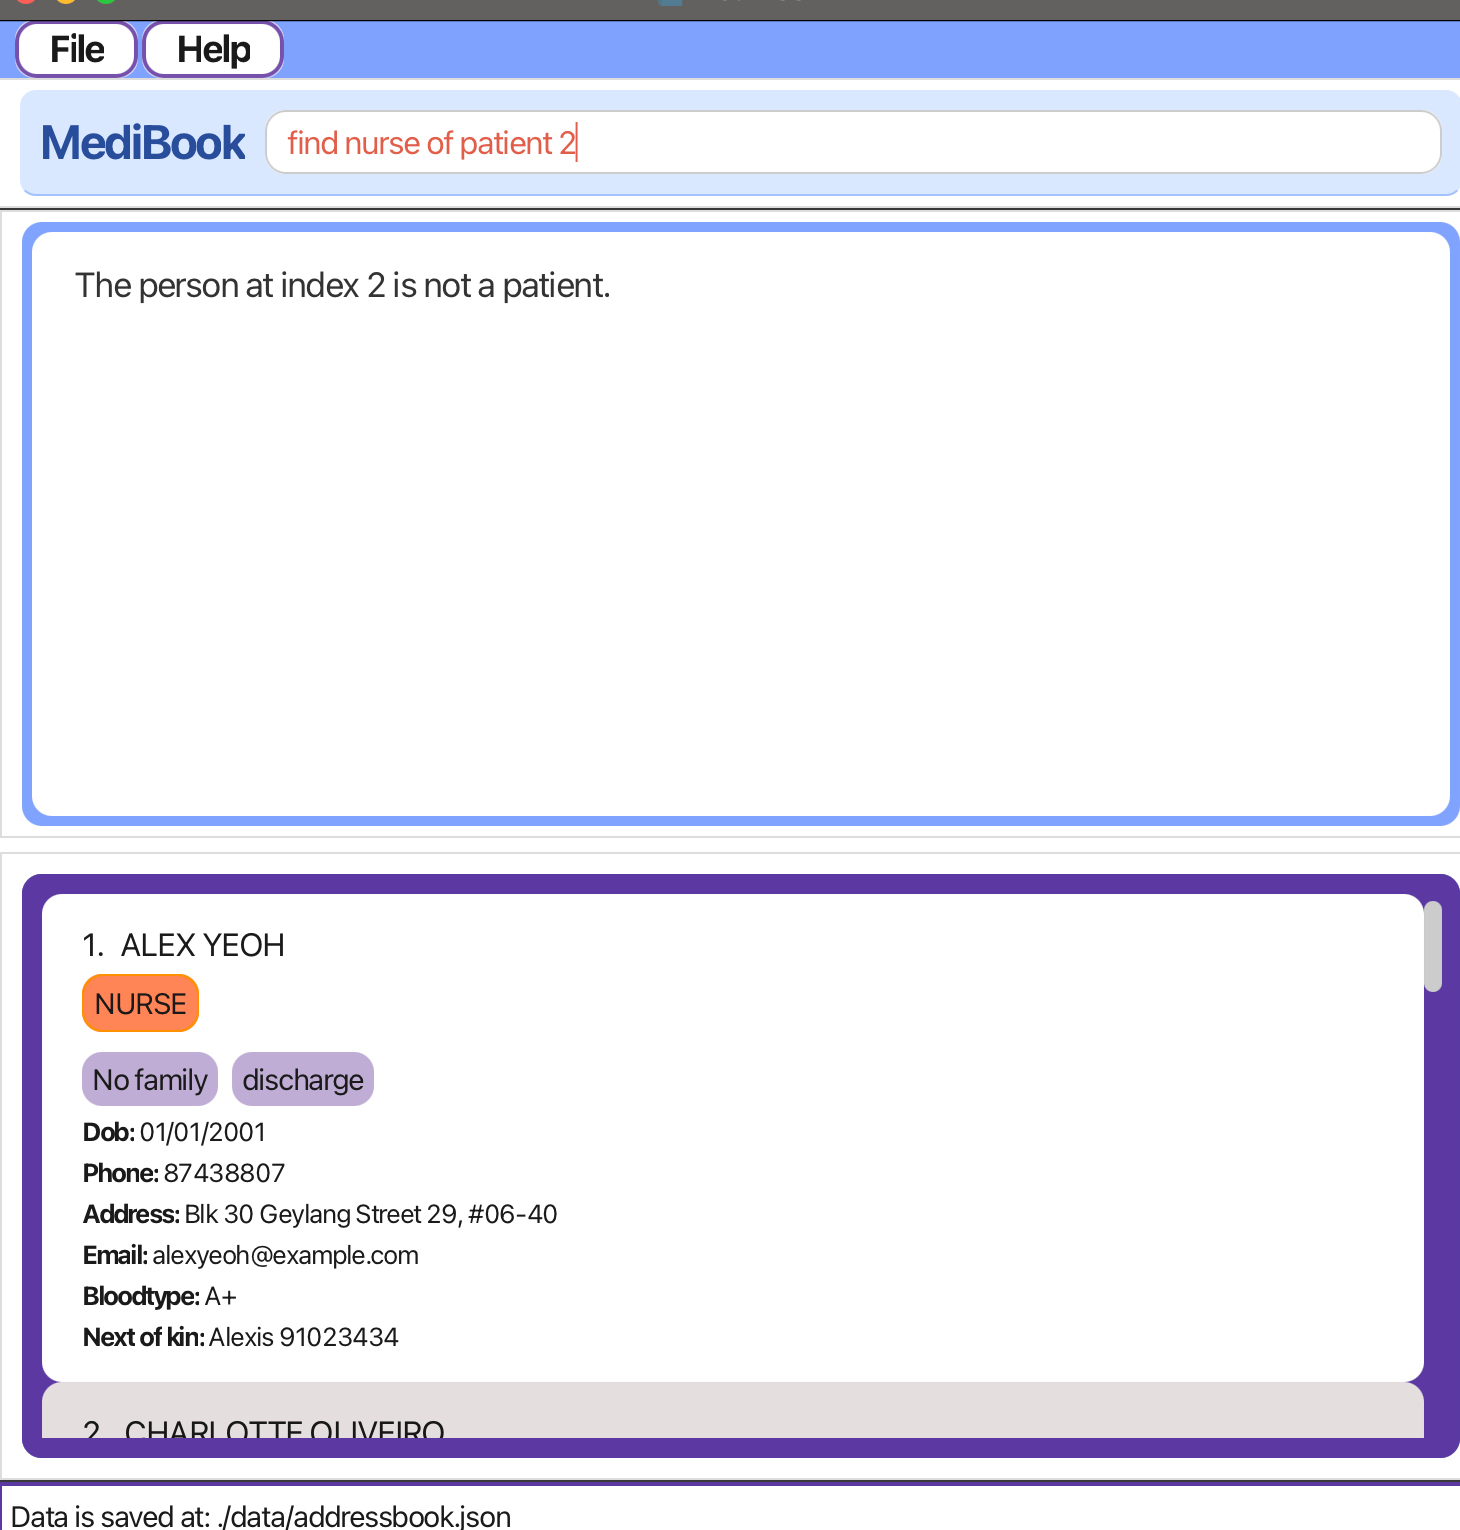 File Help
MediBook find nurse of patient 2
The person at index 2 is not a patient.
1. ALEX YEOH
NURSE
No family discharge
Dob: 01/01/2001
Phone: 87438807
Address: Blk 30 Geylang Street 29, #06-40
Email: alexyeoh@example.com
Bloodtype: A+
Next of kin: Alexis 91023434
2. CHARLOTTE OLIVEIRO
Data is saved at: ./data/addressbook.json